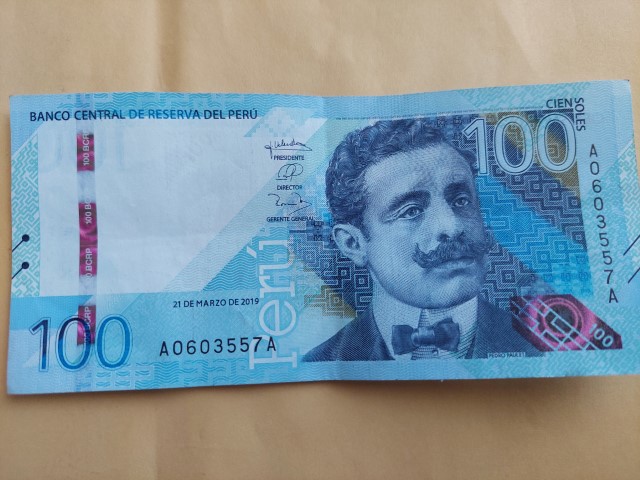 BANCO CENTRAL DE RESERVA DEL PERÚ
100
100 BCRP
100 BCRP
100 BCRP
100 BCRP
A0603557A
21 DE MARZO DE 2019
PRESIDENTE
DIRECTOR
GERENTE GENERAL
Perú
100
CIEN
SOLES
A0603557A
100